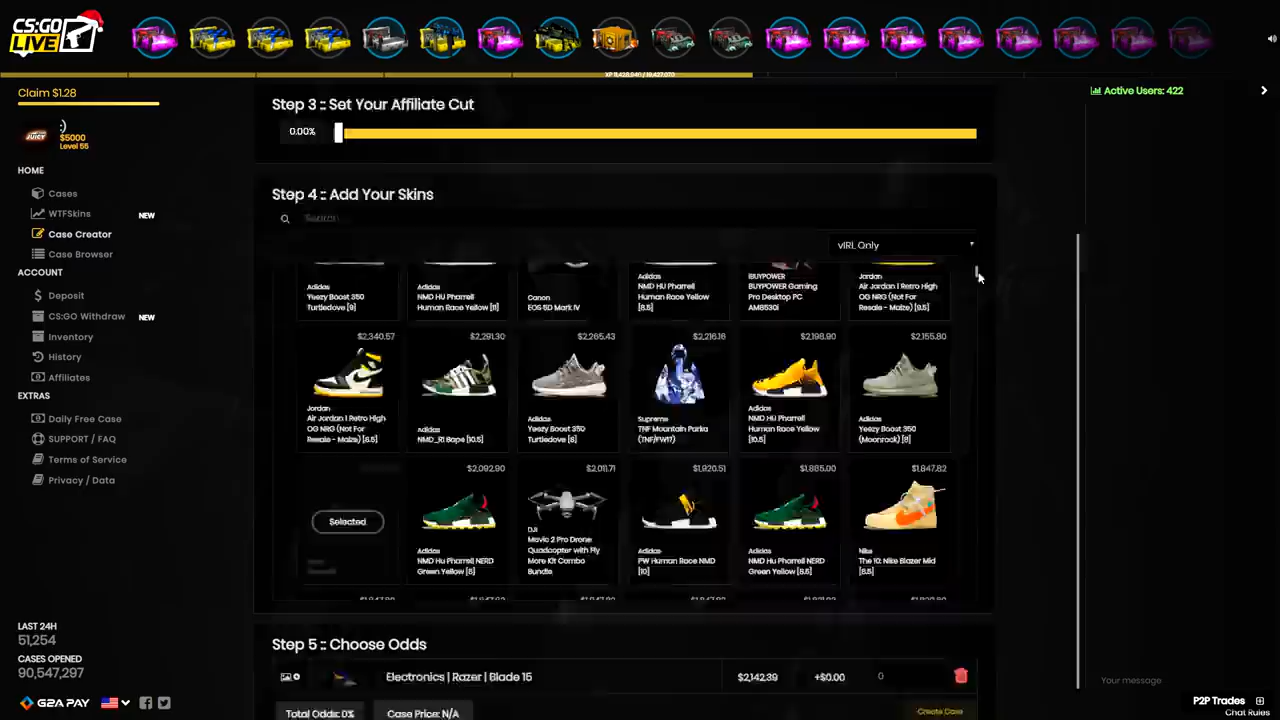 CS:GO
LIVE
XP 11,428,940 / 19,427,070
Claim $1.28
Active Users: 422
JUICY
:)
$5000
Level 55
HOME
Cases
WTFSkins
NEW
Case Creator
Case Browser
ACCOUNT
Deposit
CS:GO Withdraw
NEW
Inventory
History
Affiliates
EXTRAS
Daily Free Case
SUPPORT / FAQ
Terms of Service
Privacy / Data
LAST 24H
51,254
CASES OPENED
90,547,297
G2A PAY
Step 3 :: Set Your Affiliate Cut
0.00%
Step 4 :: Add Your Skins
Search...
vIRL Only
Adidas
Yeezy Boost 350
Turtledove [9]
Adidas
NMD HU Pharrell
Human Race Yellow [11]
Canon
EOS 5D Mark IV
Adidas
NMD HU Pharrell
Human Race Yellow
[8.5]
iBUYPOWER
BUYPOWER Gaming
Pro Desktop PC
AM8530i
Jordan
Air Jordan 1 Retro High
OG NRG (Not For
Resale - Maize) [9.5]
$2,340.57
Jordan
Air Jordan 1 Retro High
OG NRG (Not For
Resale - Maize) [8.5]
$2,291.30
Adidas
NMD_R1 Bape [10.5]
$2,265.43
Adidas
Yeezy Boost 350
Turtledove [8]
$2,216.16
Supreme
TNF Mountain Parka
(TNF/FW17)
$2,198.90
Adidas
NMD HU Pharrell
Human Race Yellow
[10.5]
$2,155.80
Adidas
Yeezy Boost 350
(Moonrock) [8]
Selected
$2,092.90
Adidas
NMD Hu Pharrell NERD
Green Yellow [8]
$2,011.71
DJI
Mavic 2 Pro Drone
Quadcopter with Fly
More Kit Combo
Bundle
$1,920.51
Adidas
PW Human Race NMD
[10]
$1,865.00
Adidas
NMD Hu Pharrell NERD
Green Yellow [8.5]
$1,847.82
Nike
The 10: Nike Blazer Mid
[8.5]
Step 5 :: Choose Odds
Electronics | Razer | Blade 15
$2,142.39
+$0.00
0
Total Odds: 0%
Case Price: N/A
Create Case
Your message
P2P Trades
Chat Rules